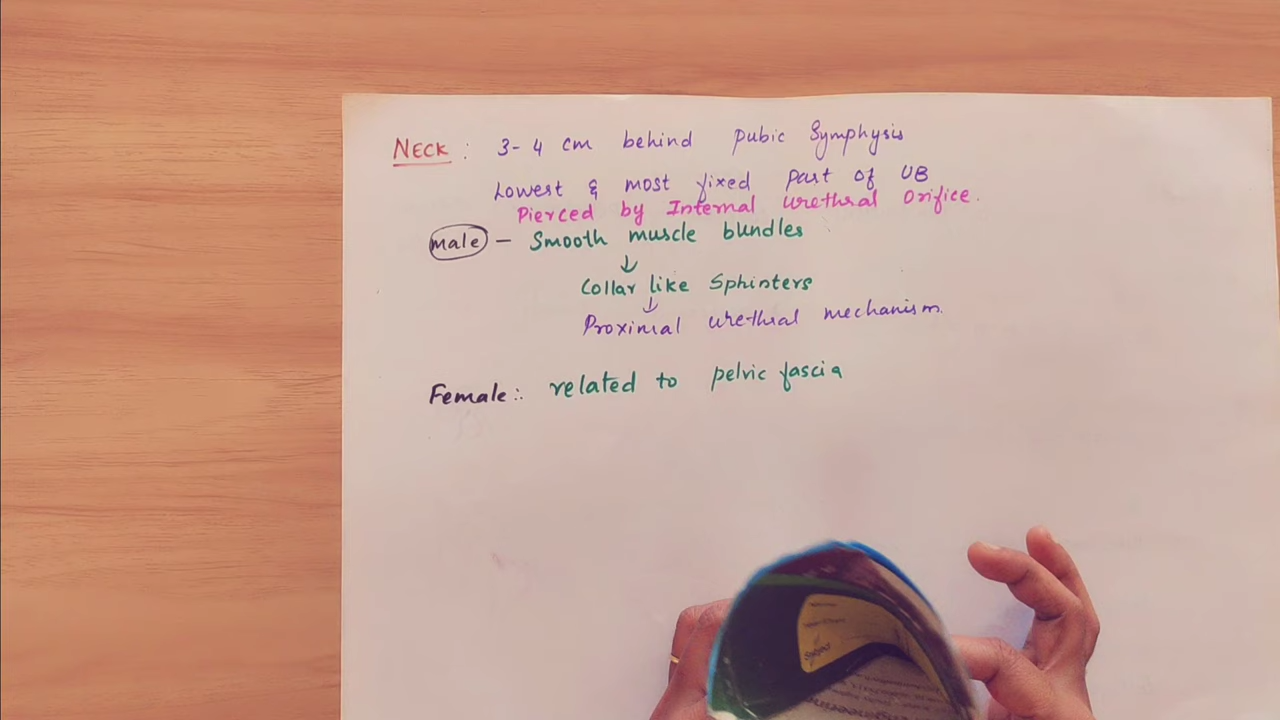 NECK : 3-4 cm behind pubic Symphysis
Lowest & most fixed part of UB
Pierced by Internal urethral Orifice.
male - Smooth muscle bundles
↓
Collar like Sphinters
↓
Proximal urethral mechanism.
Female:. related to pelvic fascia
Subject